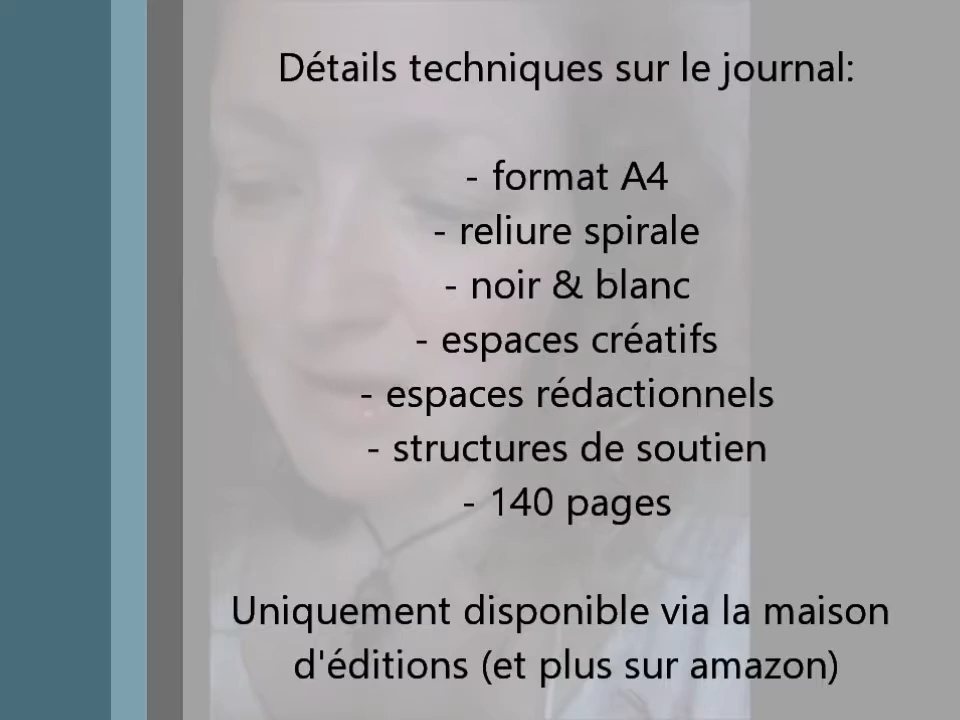 Détails techniques sur le journal:
- format A4
- reliure spirale
- noir & blanc
- espaces créatifs
- espaces rédactionnels
- structures de soutien
- 140 pages
Uniquement disponible via la maison
d'éditions (et plus sur amazon)